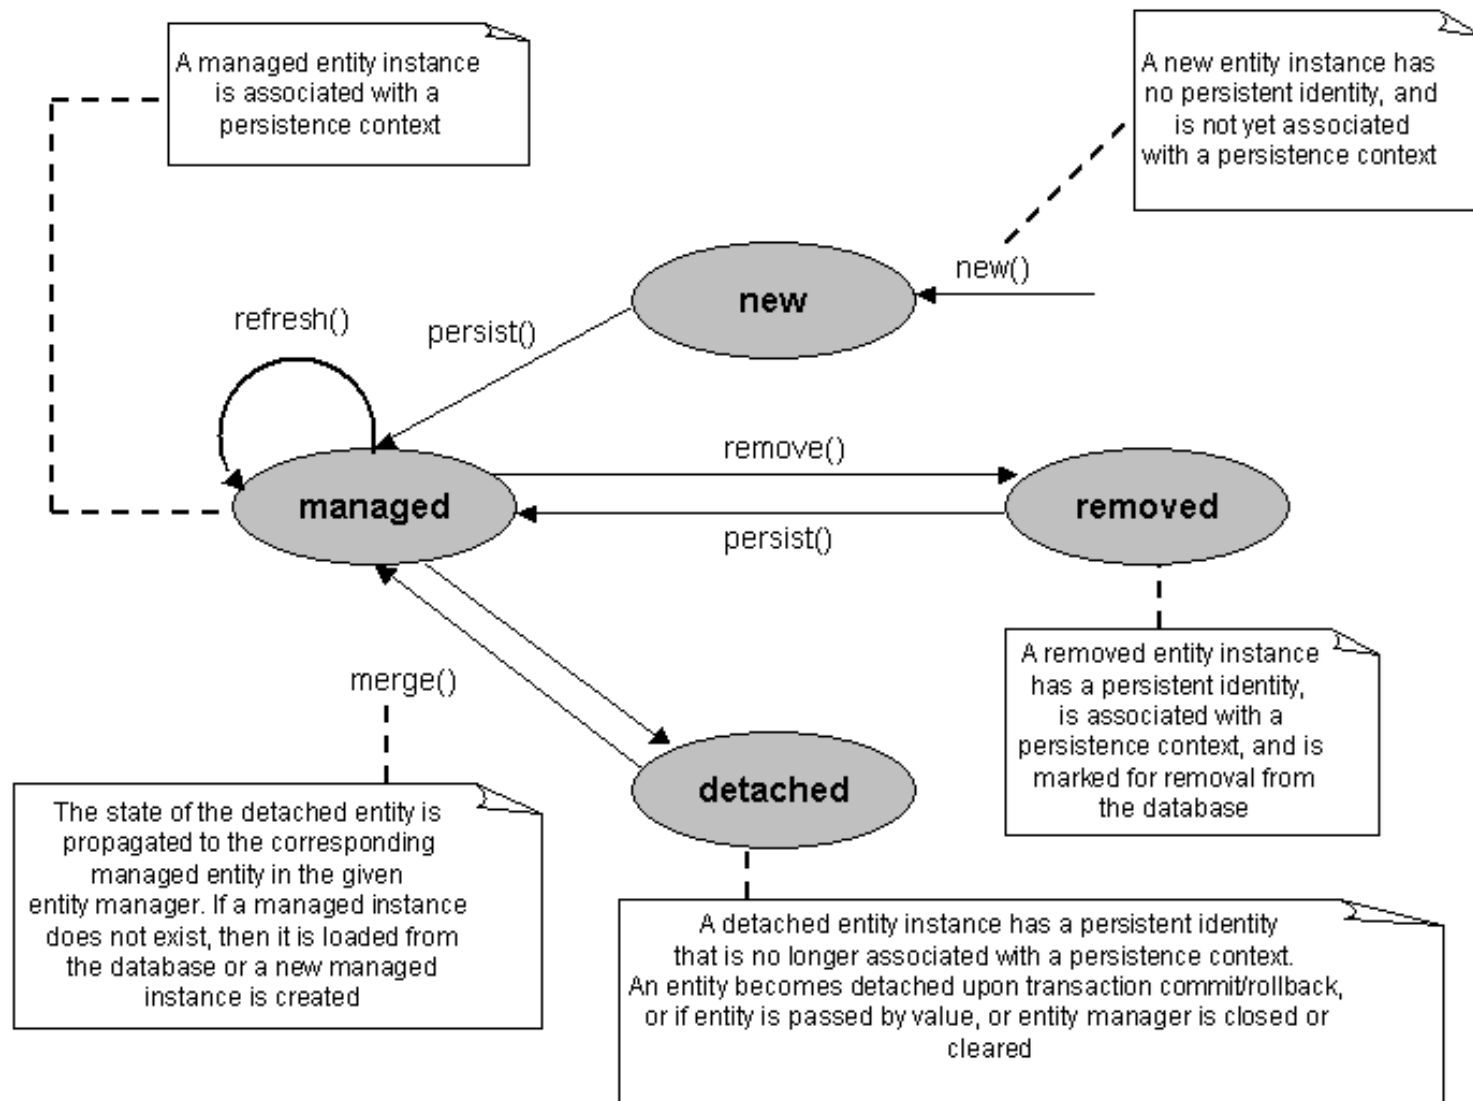 A managed entity instance
is associated with a
persistence context
A new entity instance has
no persistent identity, and
is not yet associated
with a persistence context
new()
new
refresh()
persist()
managed
remove()
persist()
removed
merge()
detached
A removed entity instance
has a persistent identity,
is associated with a
persistence context, and is
marked for removal from
the database
The state of the detached entity is
propagated to the corresponding
managed entity in the given
entity manager. If a managed instance
does not exist, then it is loaded from
the database or a new managed
instance is created
A detached entity instance has a persistent identity
that is no longer associated with a persistence context.
An entity becomes detached upon transaction commit/rollback,
or if entity is passed by value, or entity manager is closed or
cleared